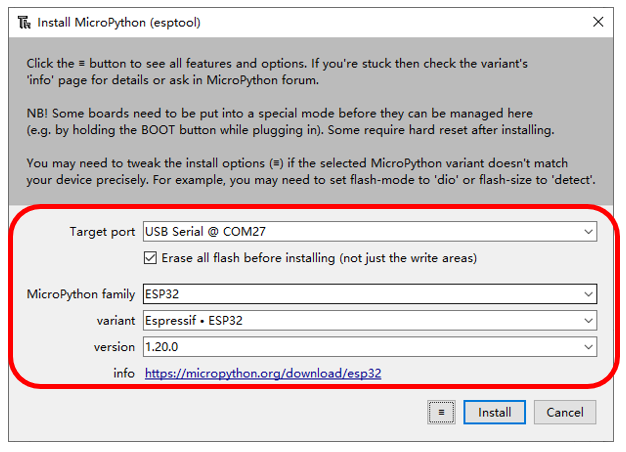 Install MicroPython (esptool)
Click the ≡ button to see all features and options. If you're stuck then check the variant's
'info' page for details or ask in MicroPython forum.
NB! Some boards need to be put into a special mode before they can be managed here
(e.g. by holding the BOOT button while plugging in). Some require hard reset after installing.
You may need to tweak the install options (≡) if the selected MicroPython variant doesn't match
your device precisely. For example, you may need to set flash-mode to 'dio' or flash-size to 'detect'.
Target port USB Serial @ COM27
Erase all flash before installing (not just the write areas)
MicroPython family ESP32
variant Espressif • ESP32
version 1.20.0
info https://micropython.org/download/esp32
≡ Install Cancel